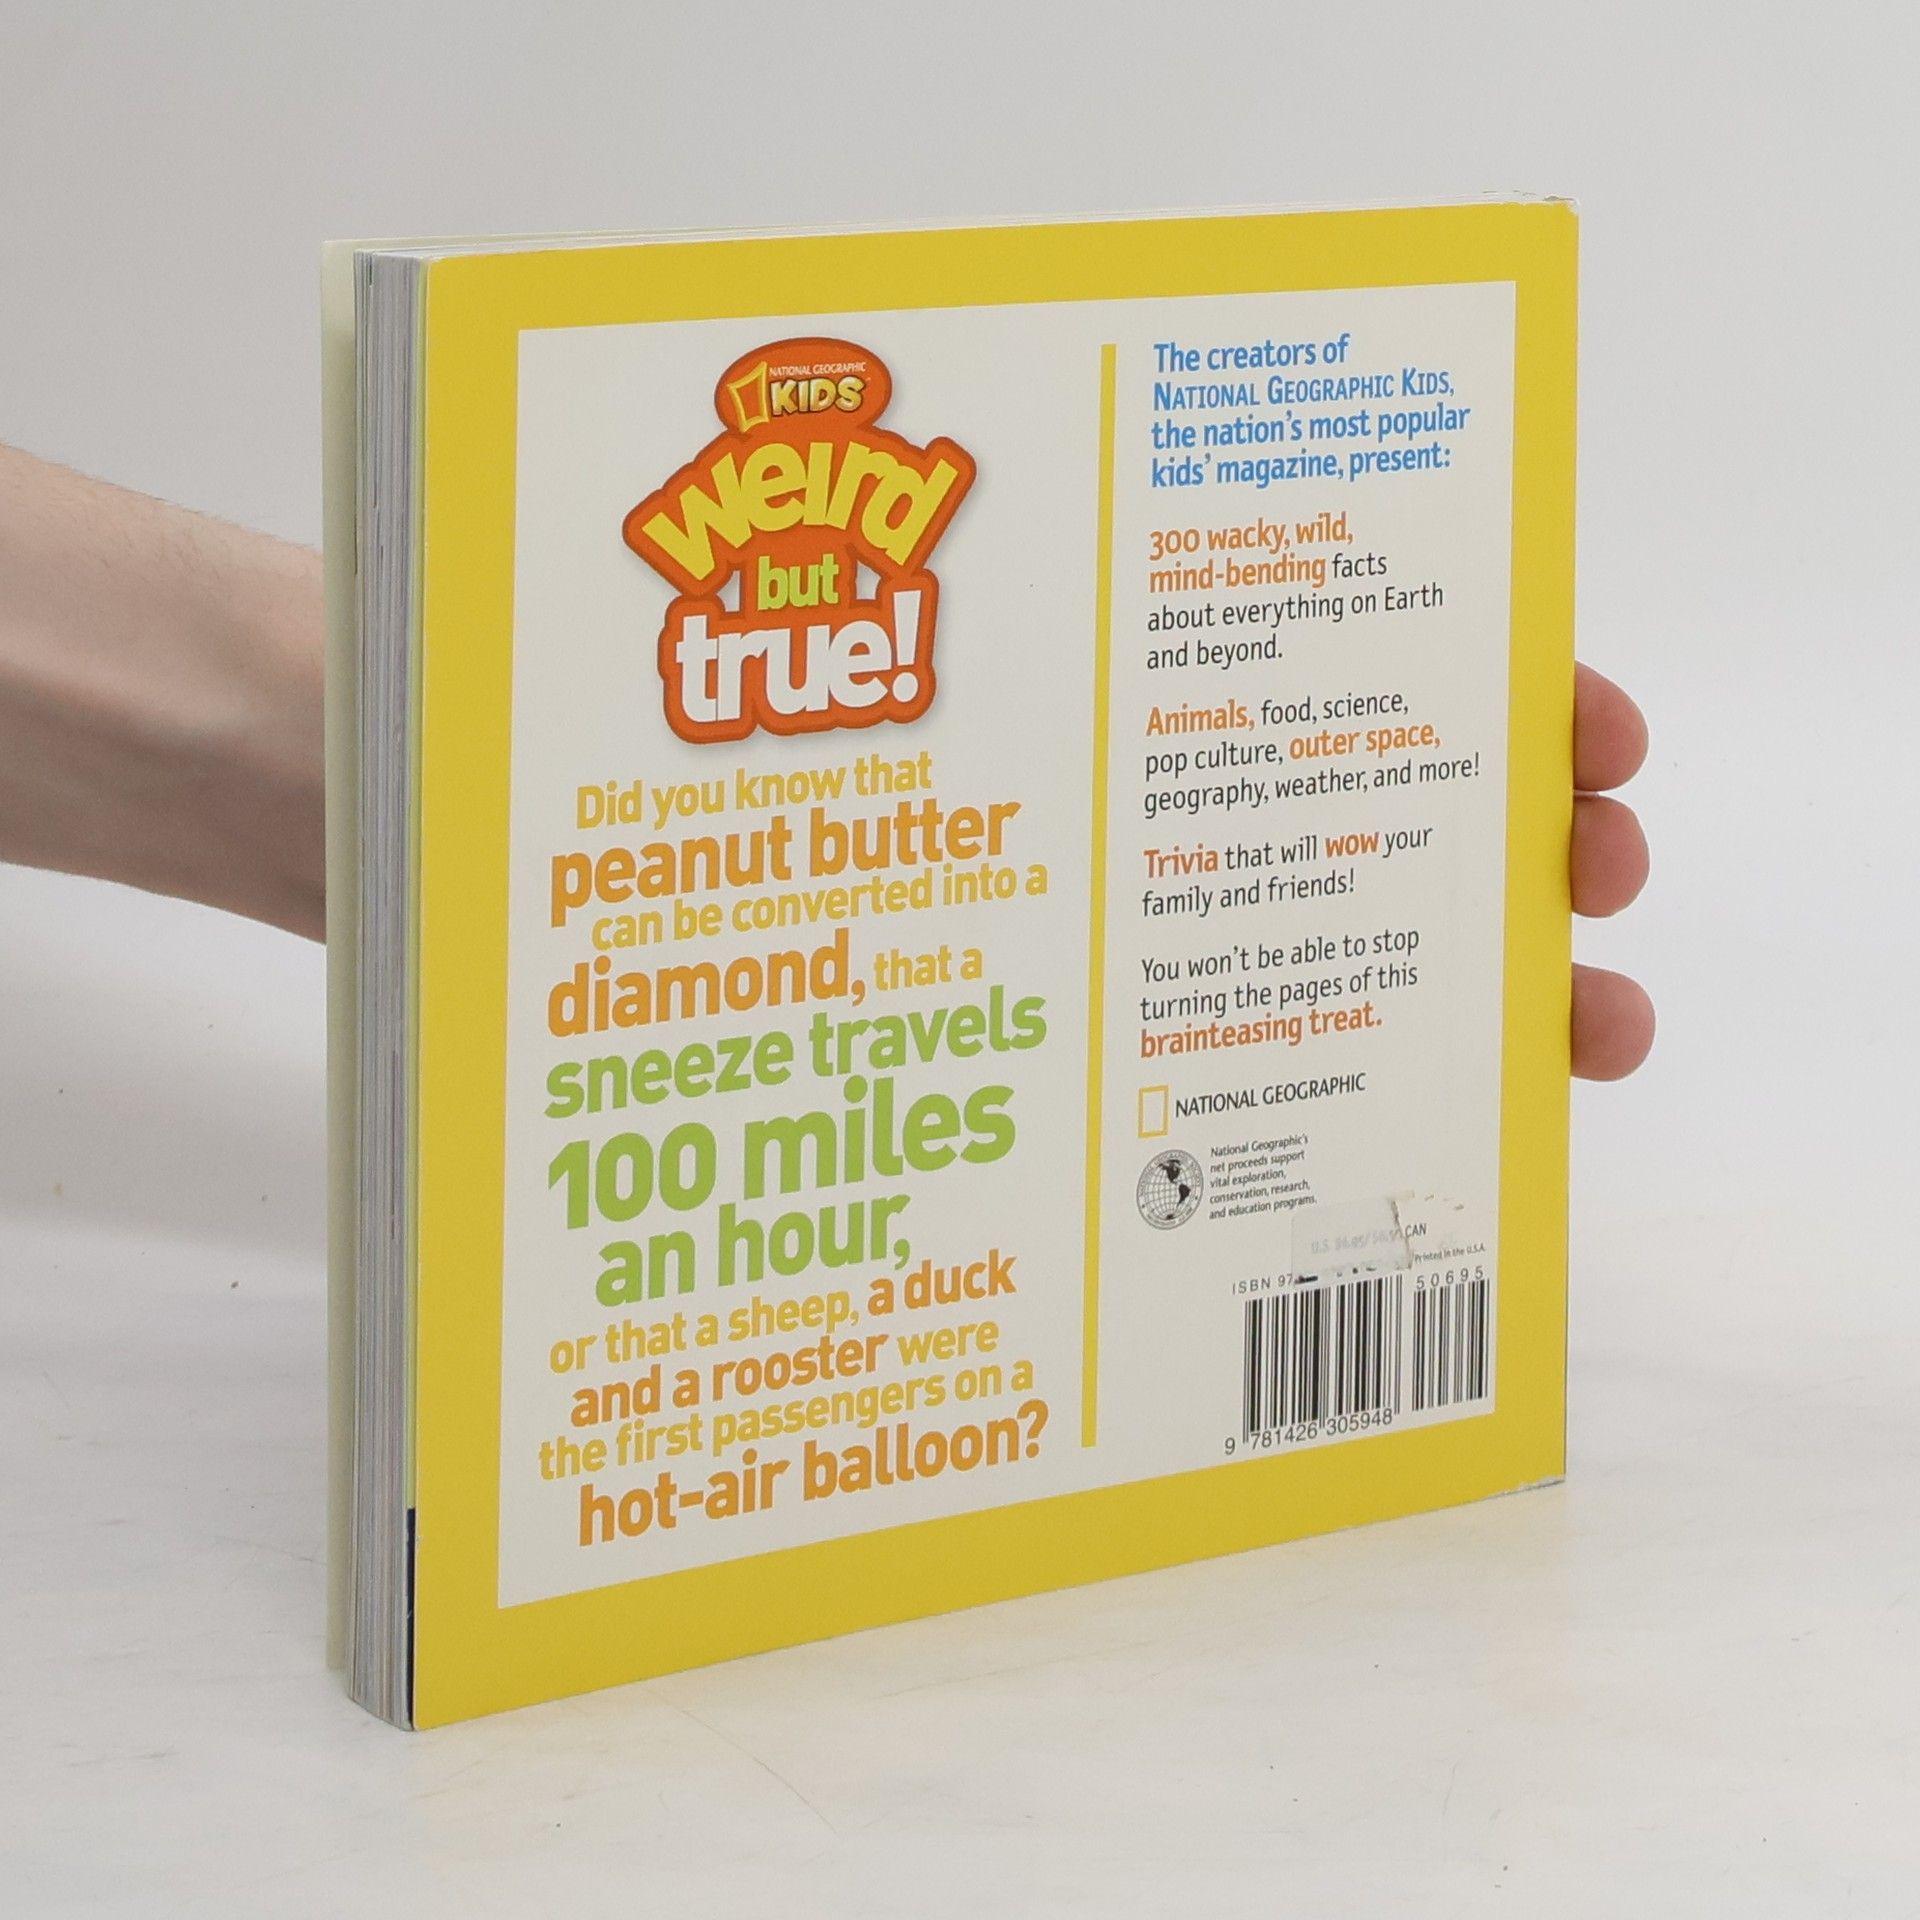 NATIONAL GEOGRAPHIC
KIDS
weird
but
true!
Did you know that
peanut butter
can be converted into a
diamond, that a
sneeze travels
100 miles
an hour,
or that a sheep, a duck
and a rooster were
the first passengers on a
hot-air balloon?
The creators of
NATIONAL GEOGRAPHIC KIDS,
the nation's most popular
kids' magazine, present:
300 wacky, wild,
mind-bending facts
about everything on Earth
and beyond.
Animals, food, science,
pop culture, outer space,
geography, weather, and more!
Trivia that will wow your
family and friends!
You won't be able to stop
turning the pages of this
brainteasing treat.
NATIONAL GEOGRAPHIC
National Geographic's
net proceeds support
vital exploration,
conservation, research,
and education programs.
CAN
Printed in the U.S.A.
ISBN 97
50695
9 781426 305948